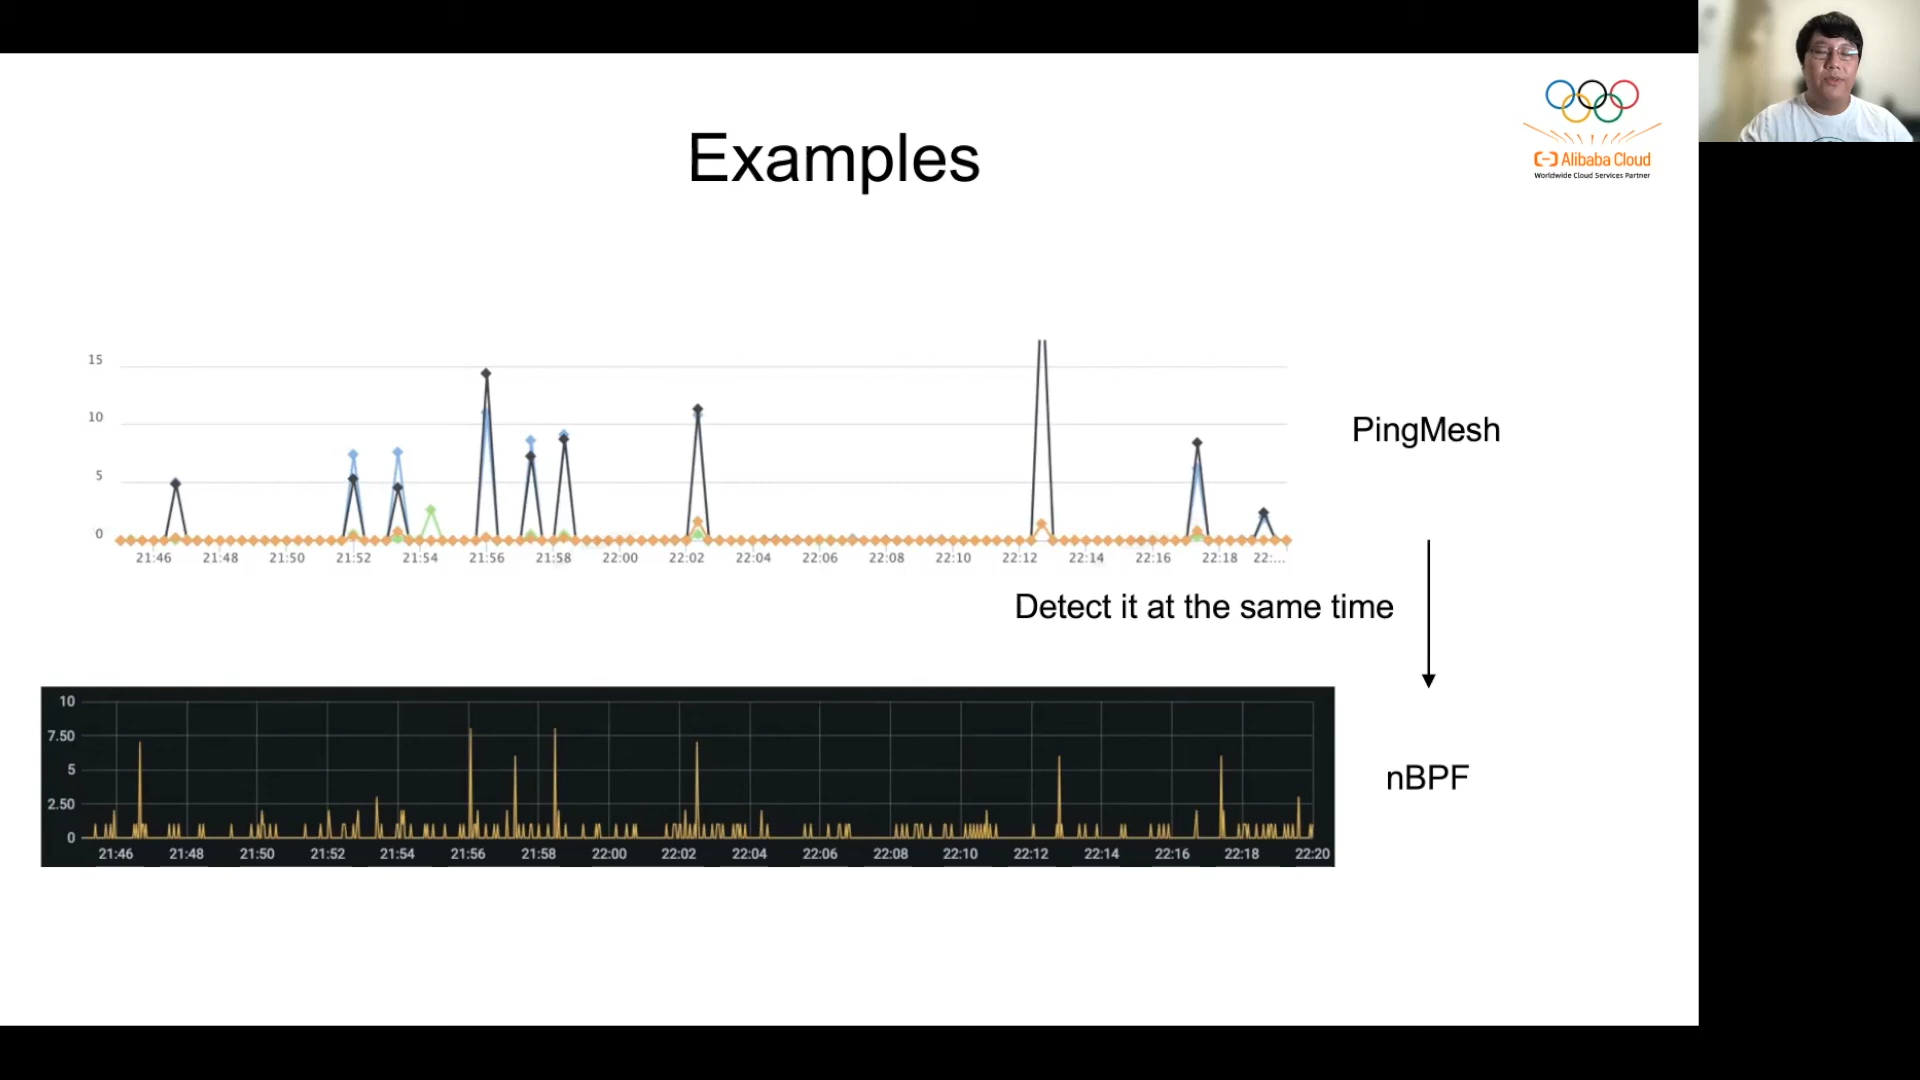 Examples
Alibaba Cloud
Worldwide Cloud Services Partner
15
10
5
0
21:46 21:48 21:50 21:52 21:54 21:56 21:58 22:00 22:02 22:04 22:06 22:08 22:10 22:12 22:14 22:16 22:18 22:...
PingMesh
Detect it at the same time
10
7.50
5
2.50
0
21:46 21:48 21:50 21:52 21:54 21:56 21:58 22:00 22:02 22:04 22:06 22:08 22:10 22:12 22:14 22:16 22:18 22:20
nBPF